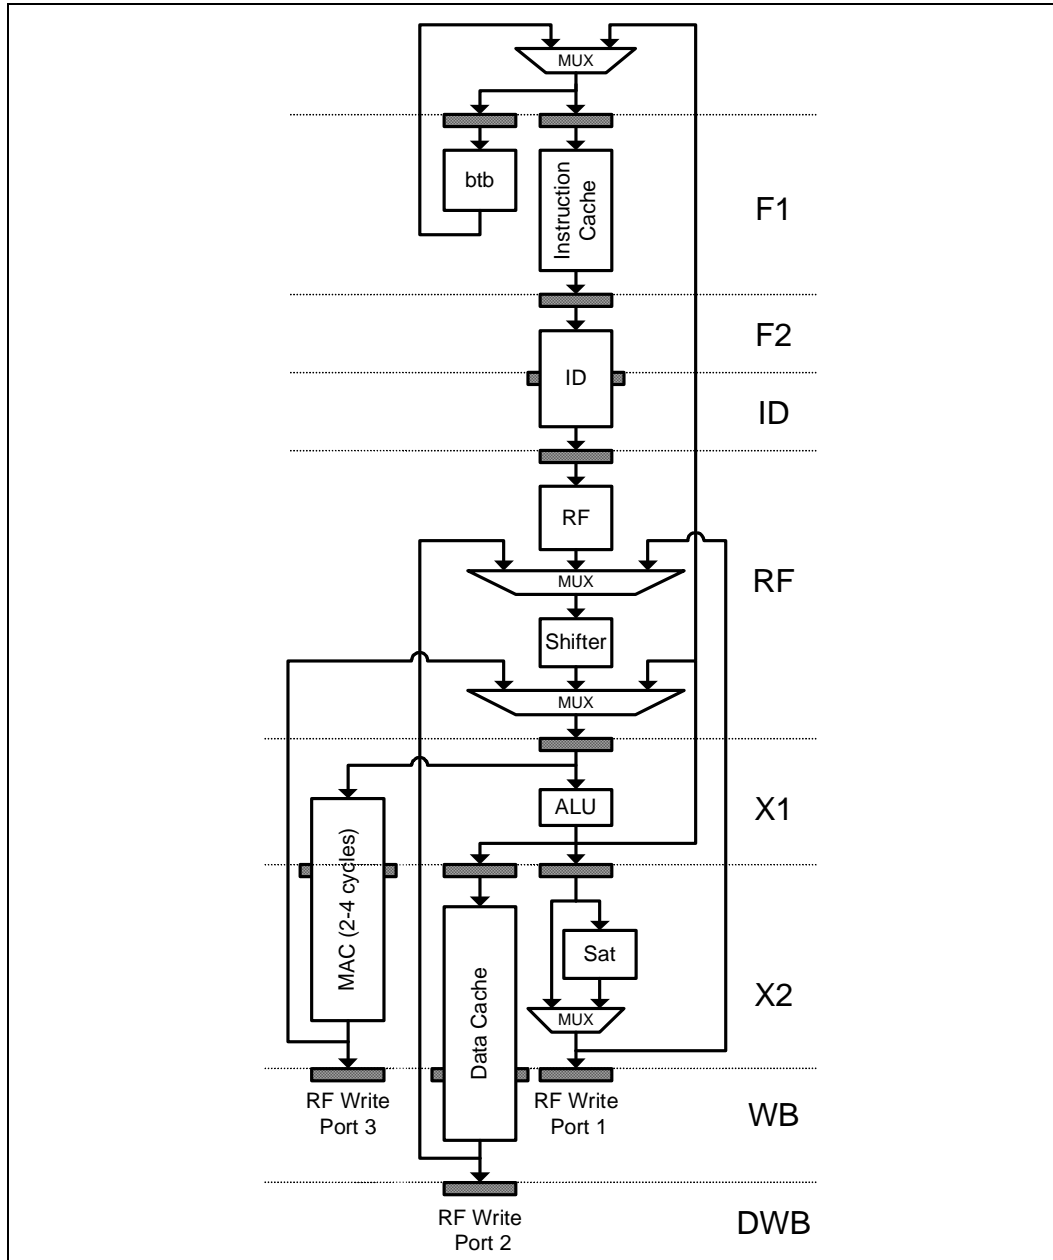 MUX
btb
Instruction
Cache
F1
F2
ID
ID
RF
MUX
RF
Shifter
MUX
ALU
X1
MAC (2-4 cycles)
Data Cache
Sat
X2
MUX
RF Write
Port 3
RF Write
Port 1
WB
RF Write
Port 2
DWB